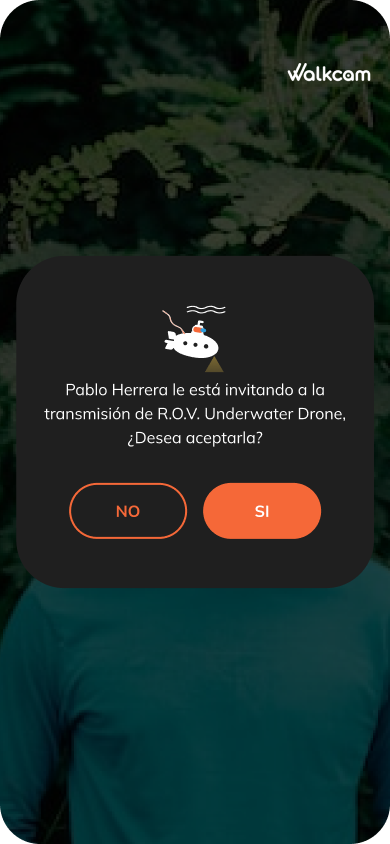 Walkcam
Pablo Herrera le está invitando a la
transmisión de R.O.V. Underwater Drone,
¿Desea aceptarla?
NO
SI